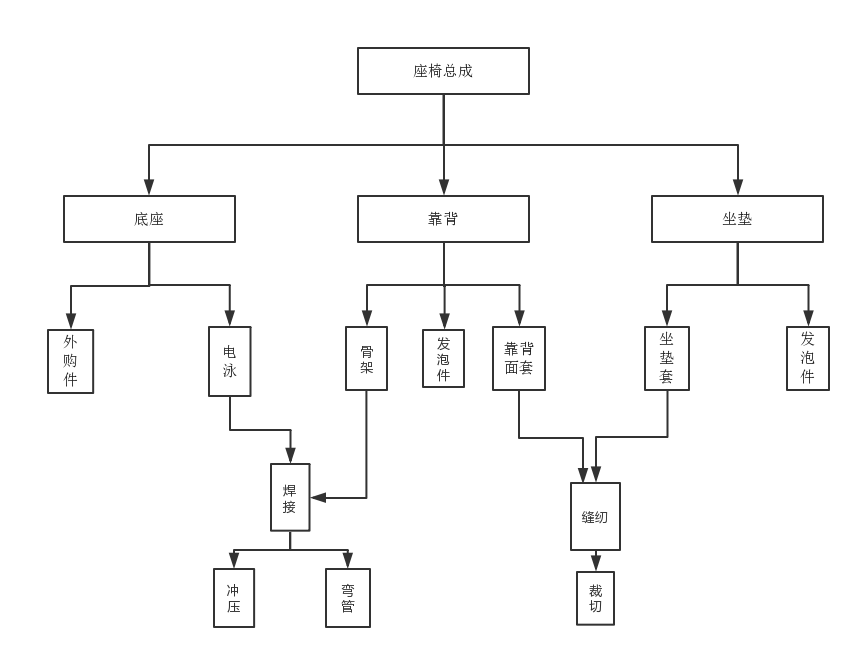 座椅总成
底座
靠背
坐垫
外
购
件
电
泳
骨
架
发
泡
件
靠背
面套
坐
垫
套
发
泡
件
焊
接
缝纫
冲
压
弯
管
裁
切